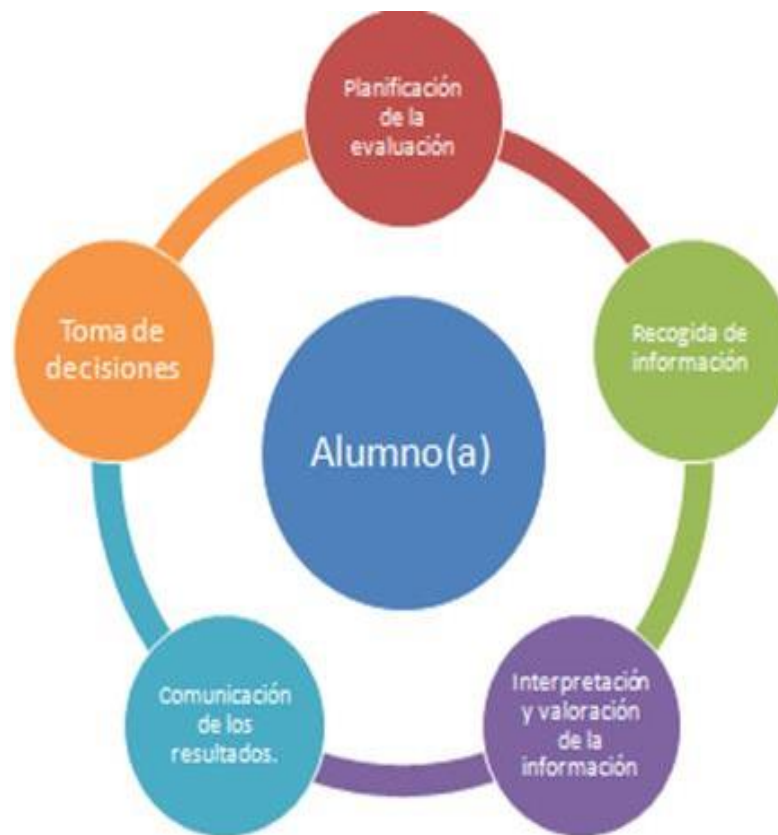 Planificación
de la
evaluación
Recogida de
información
Interpretación
y valoración
de la
información
Comunicación
de los
resultados.
Toma de
decisiones
Alumno(a)